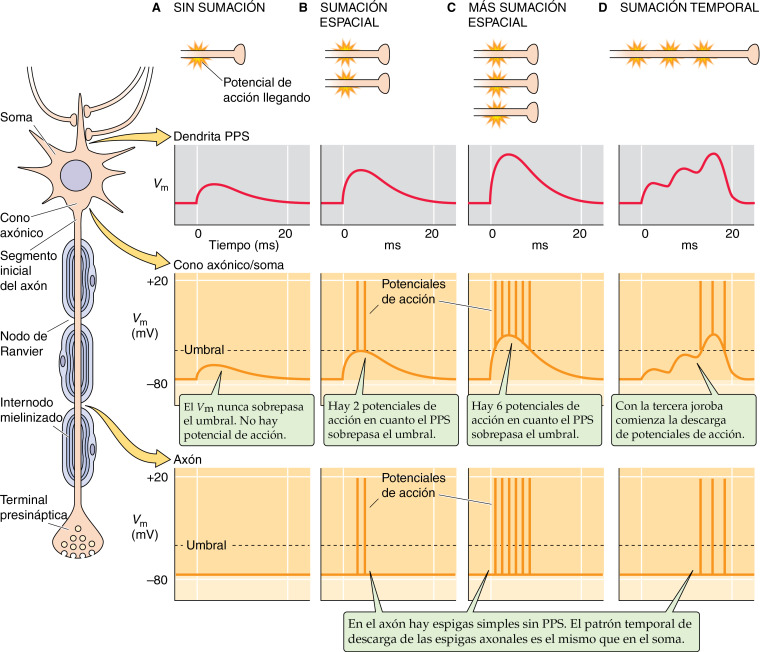 A SIN SUMACIÓN
B SUMACIÓN
ESPACIAL
C MÁS SUMACIÓN
ESPACIAL
D SUMACIÓN TEMPORAL
Potencial de
acción llegando
Soma
Dendrita PPS
Vm
0 20
Tiempo (ms)
0 20
ms
0 20
ms
0 20
ms
Cono
axónico
Segmento
inicial
del axón
Nodo de
Ranvier
Internodo
mielinizado
Terminal
presináptica
Cono axónico/soma
+20
Vm
(mV)
Umbral
−80
Potenciales
de acción
El Vm nunca sobrepasa
el umbral. No hay
potencial de acción.
Hay 2 potenciales de
acción en cuanto el PPS
sobrepasa el umbral.
Hay 6 potenciales de
acción en cuanto el PPS
sobrepasa el umbral.
Con la tercera joroba
comienza la descarga
de potenciales de acción.
Axón
+20
Vm
(mV)
Umbral
−80
Potenciales
de acción
En el axón hay espigas simples sin PPS. El patrón temporal de
descarga de las espigas axonales es el mismo que en el soma.